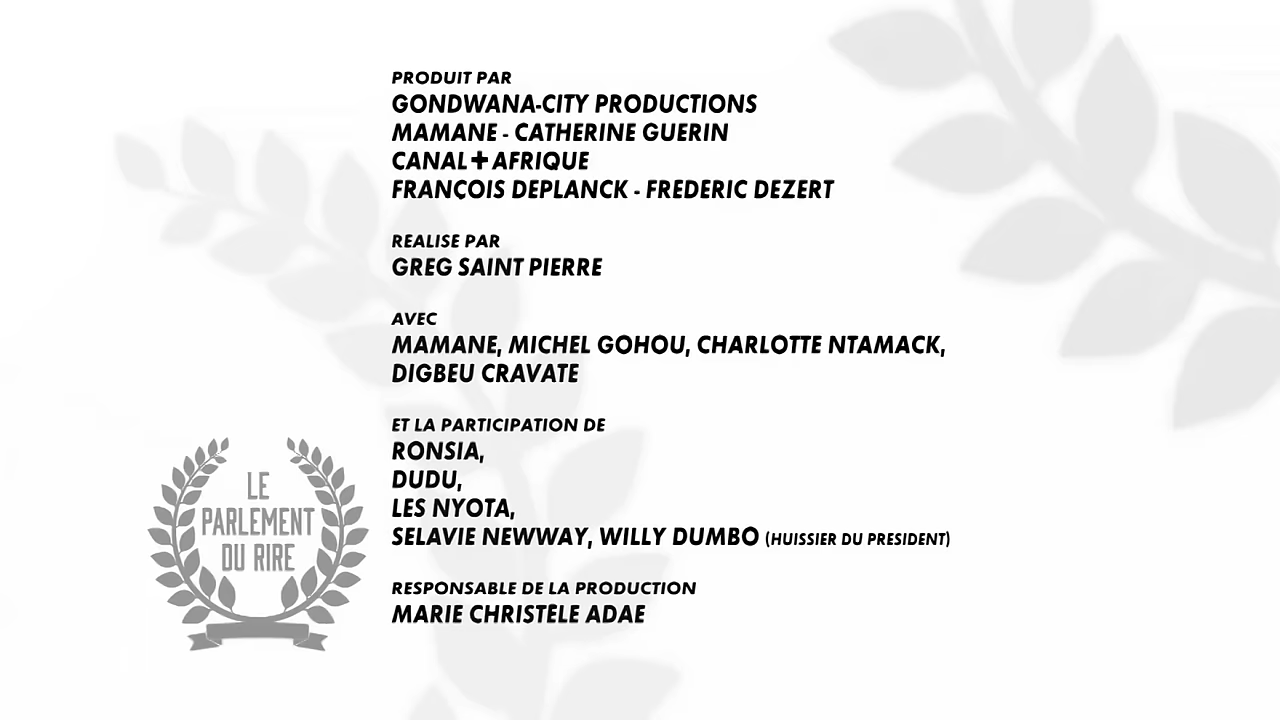 PRODUIT PAR
GONDWANA-CITY PRODUCTIONS
MAMANE - CATHERINE GUERIN
CANAL+AFRIQUE
FRANÇOIS DEPLANCK - FREDERIC DEZERT
REALISE PAR
GREG SAINT PIERRE
AVEC
MAMANE, MICHEL GOHOU, CHARLOTTE NTAMACK,
DIGBEU CRAVATE
ET LA PARTICIPATION DE
RONSIA,
DUDU,
LES NYOTA,
SELAVIE NEWWAY, WILLY DUMBO (HUISSIER DU PRESIDENT)
RESPONSABLE DE LA PRODUCTION
MARIE CHRISTÈLE ADAE
LE
PARLEMENT
DU RIRE